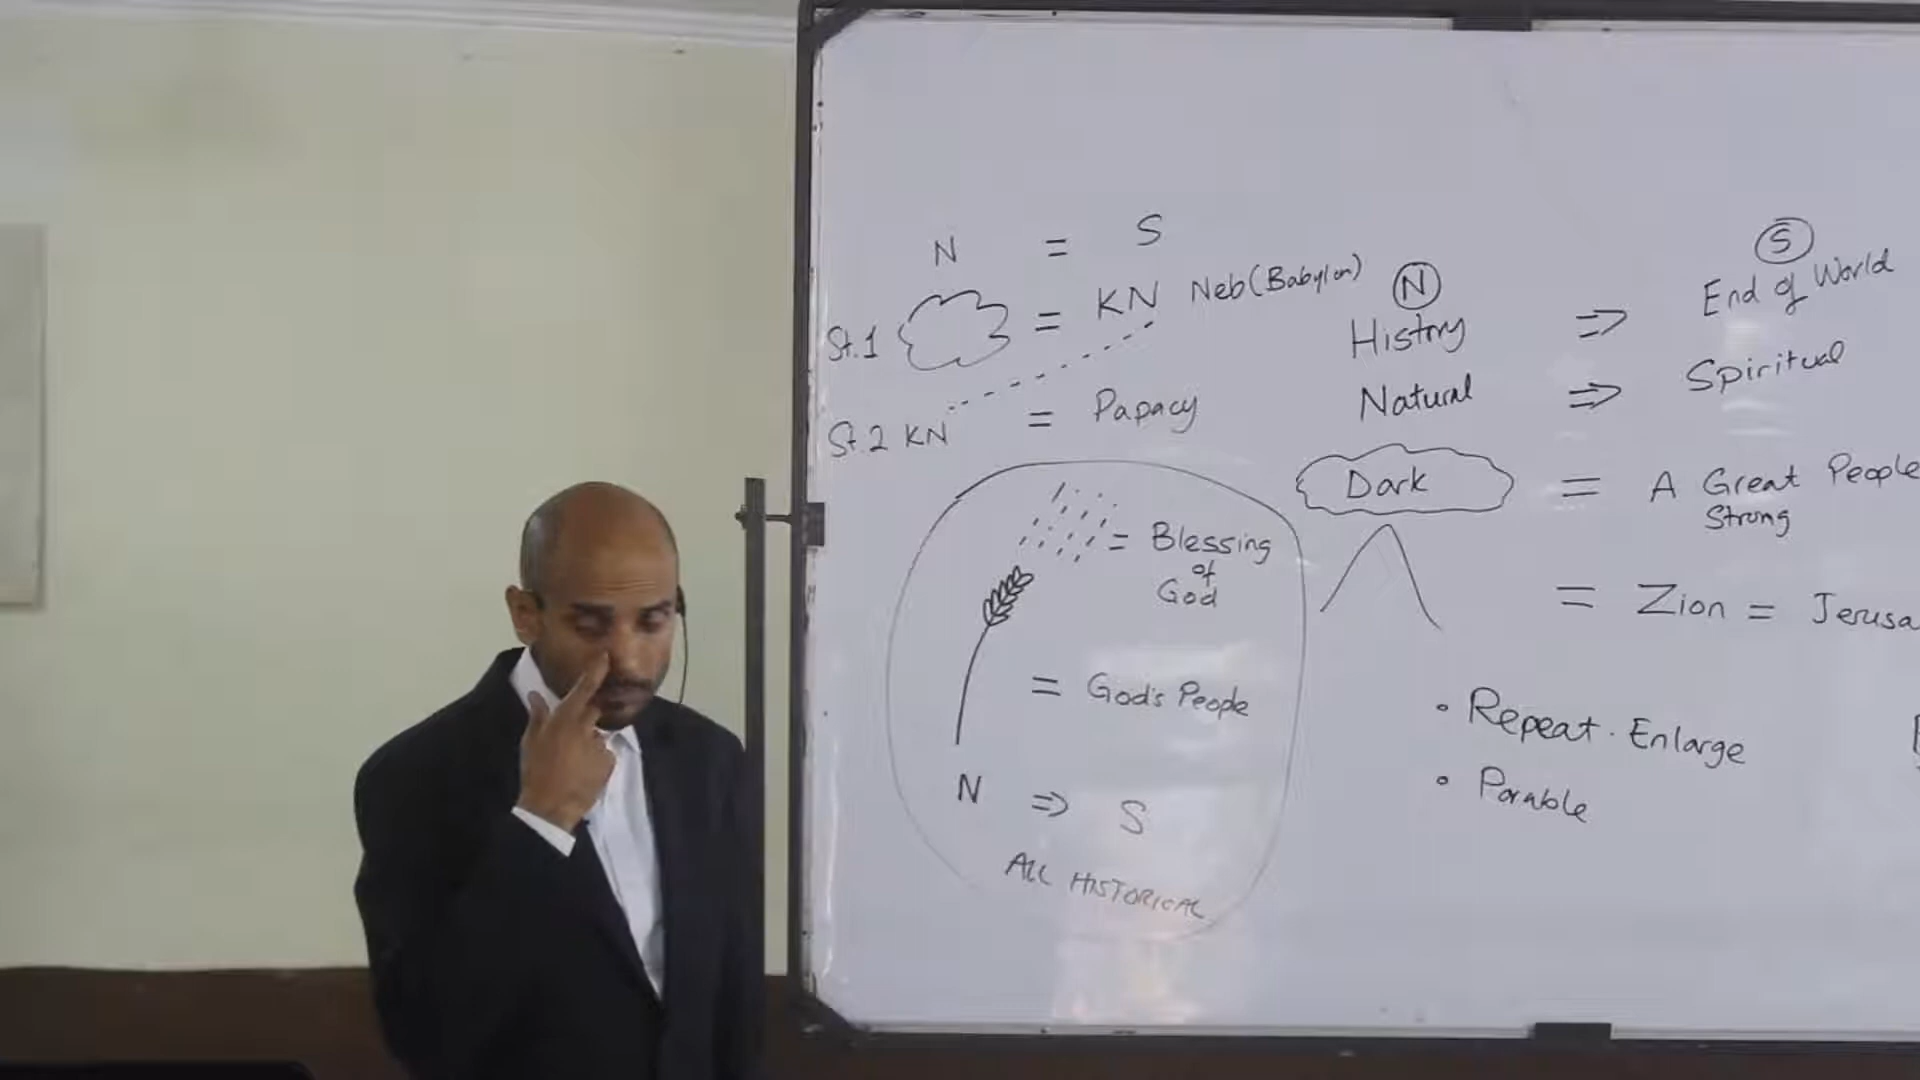 N = S
St.1 = KN Neb(Babylon)
St.2 KN = Papacy
= Blessing
of
God
= God's People
N ⇒ S
ALL HISTORICAL
N
S
History ⇒ End of World
Natural ⇒ Spiritual
Dark = A Great People
Strong
= Zion = Jerusa
• Repeat. Enlarge
• Parable